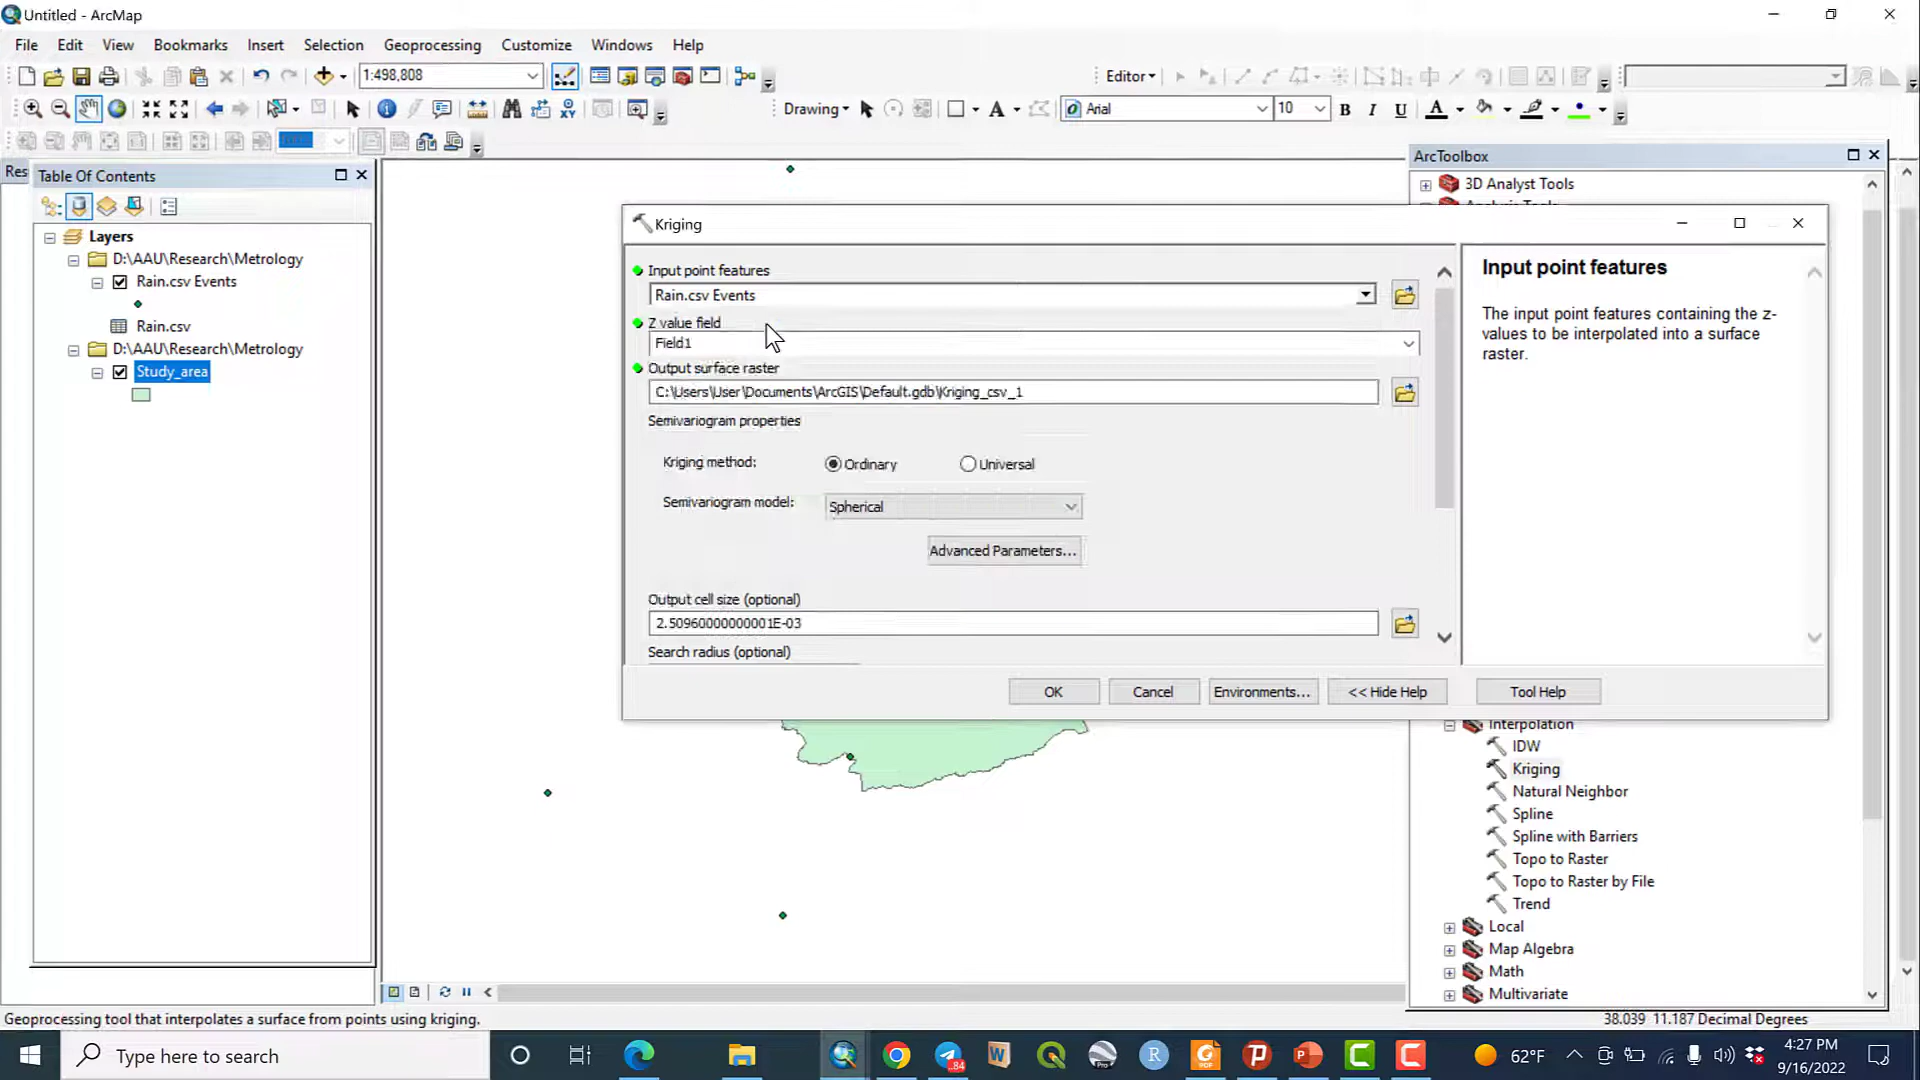 Untitled - ArcMap
File Edit View Bookmarks Insert Selection Geoprocessing Customize Windows Help
1:498,808
Editor
Drawing
A
Arial
10
B I U A
Res
Table Of Contents
Layers
D:\AAU\Research\Metrology
Rain.csv Events
Rain.csv
D:\AAU\Research\Metrology
Study_area
ArcToolbox
3D Analyst Tools
Analysis Tools
Kriging
Input point features
Rain.csv Events
Z value field
Field1
Output surface raster
C:\Users\User\Documents\ArcGIS\Default.gdb\Kriging_csv_1
Semivariogram properties
Kriging method:
Ordinary
Universal
Semivariogram model:
Spherical
Advanced Parameters...
Output cell size (optional)
2.50960000000001E-03
Search radius (optional)
OK
Cancel
Environments...
<< Hide Help
Tool Help
Input point features
The input point features containing the z-
values to be interpolated into a surface
raster.
Interpolation
IDW
Kriging
Natural Neighbor
Spline
Spline with Barriers
Topo to Raster
Topo to Raster by File
Trend
Local
Map Algebra
Math
Multivariate
Geoprocessing tool that interpolates a surface from points using kriging.
38.039 11.187 Decimal Degrees
Type here to search
84
62°F
4:27 PM
9/16/2022